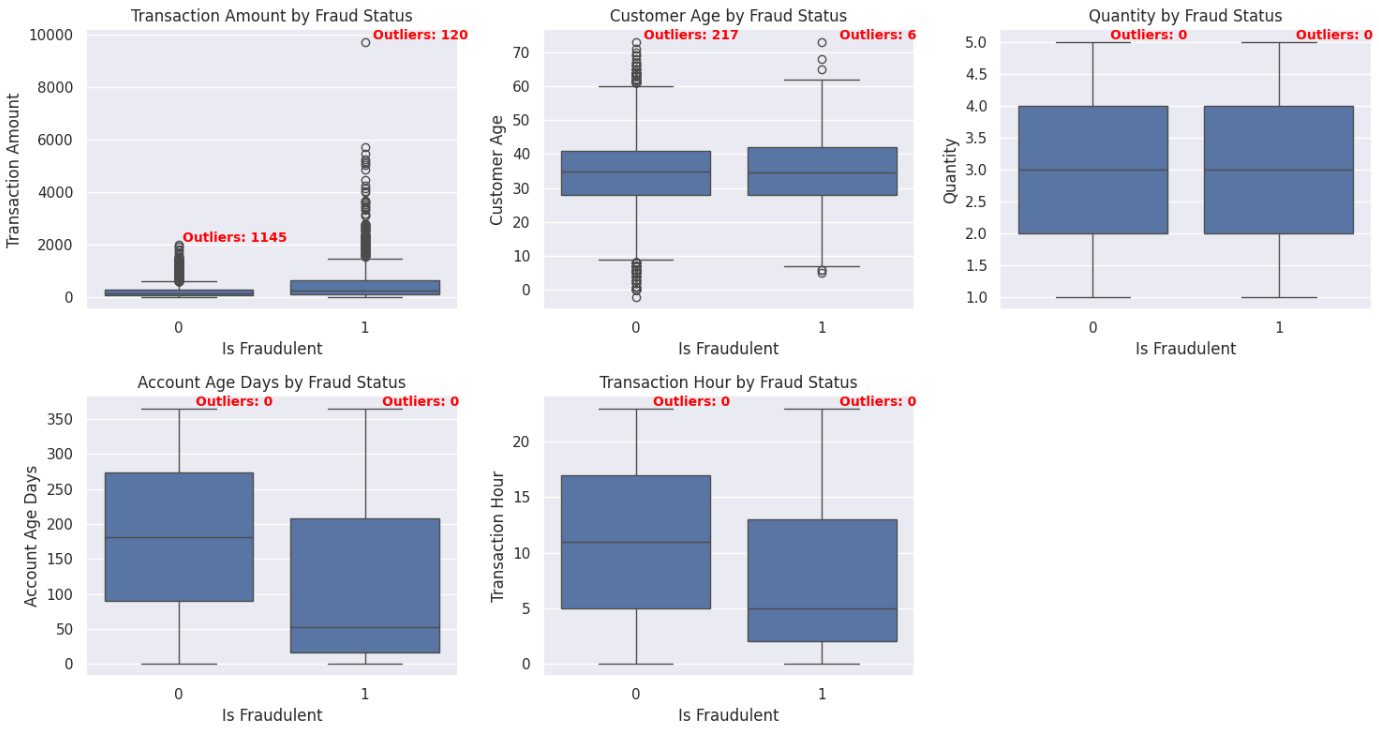 Transaction Amount by Fraud Status
Outliers: 120
Outliers: 1145
10000
8000
6000
4000
2000
0
Transaction Amount
0
1
Is Fraudulent
Customer Age by Fraud Status
Outliers: 217
Outliers: 6
70
60
50
40
30
20
10
0
Customer Age
0
1
Is Fraudulent
Quantity by Fraud Status
Outliers: 0
Outliers: 0
5.0
4.5
4.0
3.5
3.0
2.5
2.0
1.5
1.0
Quantity
0
1
Is Fraudulent
Account Age Days by Fraud Status
Outliers: 0
Outliers: 0
350
300
250
200
150
100
50
0
Account Age Days
0
1
Is Fraudulent
Transaction Hour by Fraud Status
Outliers: 0
Outliers: 0
20
15
10
5
0
Transaction Hour
0
1
Is Fraudulent